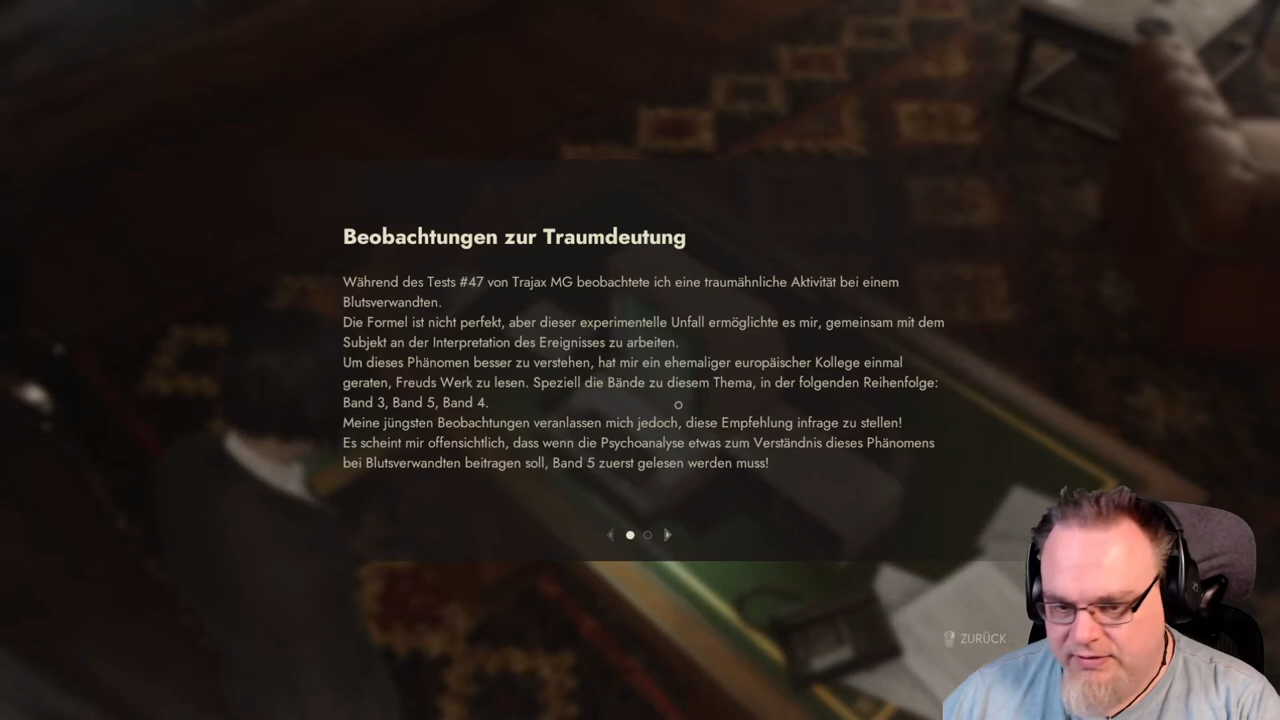 Beobachtungen zur Traumdeutung
Während des Tests #47 von Trajax MG beobachtete ich eine traumähnliche Aktivität bei einem
Blutsverwandten.
Die Formel ist nicht perfekt, aber dieser experimentelle Unfall ermöglichte es mir, gemeinsam mit dem
Subjekt an der Interpretation des Ereignisses zu arbeiten.
Um dieses Phänomen besser zu verstehen, hat mir ein ehemaliger europäischer Kollege einmal
geraten, Freuds Werk zu lesen. Speziell die Bände zu diesem Thema, in der folgenden Reihenfolge:
Band 3, Band 5, Band 4.
Meine jüngsten Beobachtungen veranlassen mich jedoch, diese Empfehlung infrage zu stellen!
Es scheint mir offensichtlich, dass wenn die Psychoanalyse etwas zum Verständnis dieses Phänomens
bei Blutsverwandten beitragen soll, Band 5 zuerst gelesen werden muss!
ZURÜCK